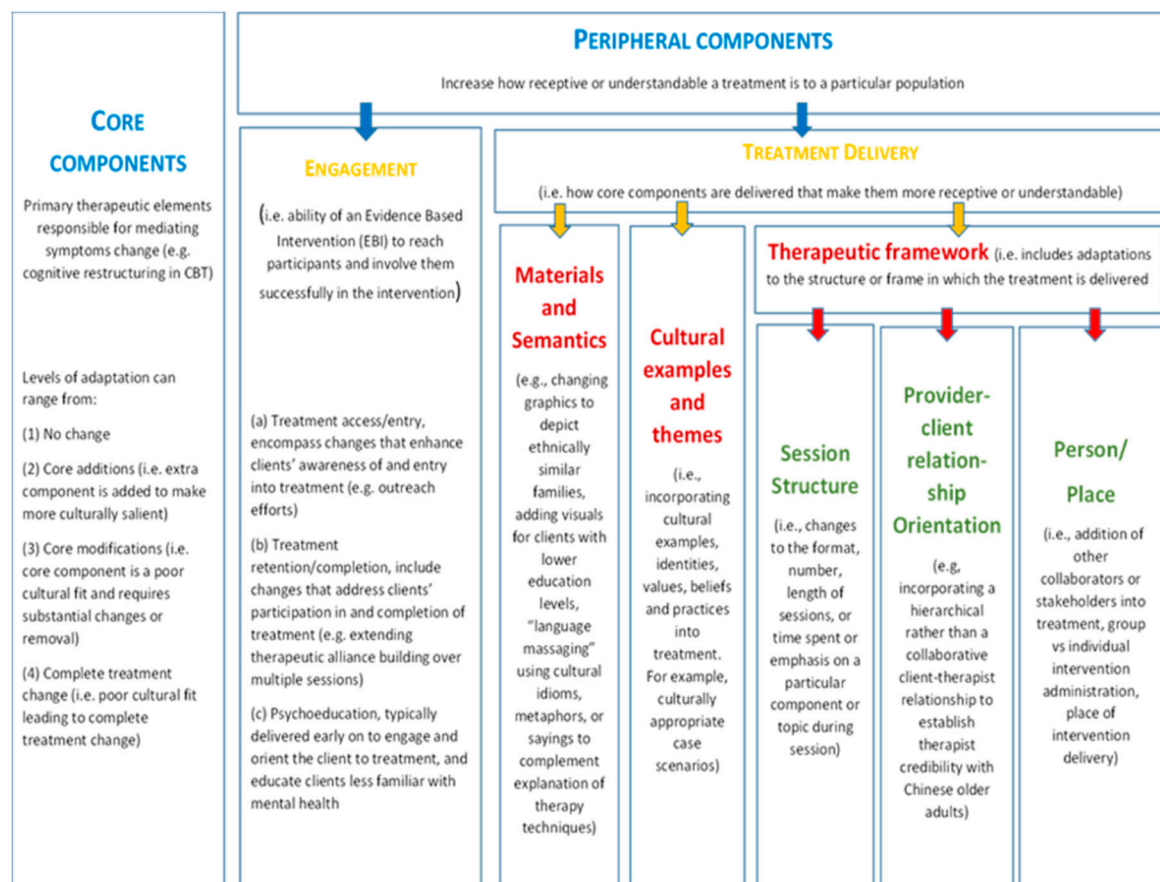 CORE
COMPONENTS
Primary therapeutic elements
responsible for mediating
symptoms change (e.g.
cognitive restructuring in CBT)
Levels of adaptation can
range from:
(1) No change
(2) Core additions (i.e. extra
component is added to make
more culturally salient)
(3) Core modifications (i.e.
core component is a poor
cultural fit and requires
substantial changes or
removal)
(4) Complete treatment
change (i.e. poor cultural fit
leading to complete
treatment change)
PERIPHERAL COMPONENTS
Increase how receptive or understandable a treatment is to a particular population
ENGAGEMENT
(i.e. ability of an Evidence Based
Intervention (EBI) to reach
participants and involve them
successfully in the intervention)
(a) Treatment access/entry,
encompass changes that enhance
clients' awareness of and entry
into treatment (e.g. outreach
efforts)
(b) Treatment
retention/completion, include
changes that address clients'
participation in and completion of
treatment (e.g. extending
therapeutic alliance building over
multiple sessions)
(c) Psychoeducation, typically
delivered early on to engage and
orient the client to treatment, and
educate clients less familiar with
mental health
TREATMENT DELIVERY
(i.e. how core components are delivered that make them more receptive or understandable)
Materials
and
Semantics
(e.g., changing
graphics to
depict
ethnically
similar
families,
adding visuals
for clients with
lower
education
levels,
"language
massaging"
using cultural
idioms,
metaphors, or
sayings to
complement
explanation of
therapy
techniques)
Cultural
examples
and
themes
(i.e.,
incorporating
cultural
examples,
identities,
values, beliefs
and practices
into
treatment.
For example,
culturally
appropriate
case
scenarios)
Therapeutic framework (i.e. includes adaptations
to the structure or frame in which the treatment is delivered
Session
Structure
(i.e., changes
to the format,
number,
length of
sessions, or
time spent or
emphasis on a
particular
component or
topic during
session)
Provider-
client
relation-
ship
Orientation
(e.g,
incorporating a
hierarchical
rather than a
collaborative
client-therapist
relationship to
establish
therapist
credibility with
Chinese older
adults)
Person/
Place
(i.e., addition of
other
collaborators or
stakeholders into
treatment, group
vs individual
intervention
administration,
place of
intervention
delivery)